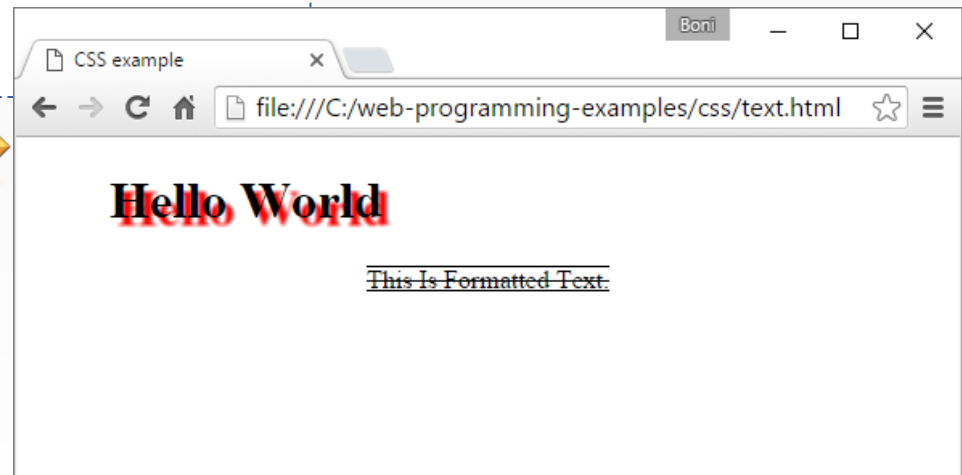 Boni
CSS example
file:///C:/web-programming-examples/css/text.html
Hello World
This Is Formatted Text.